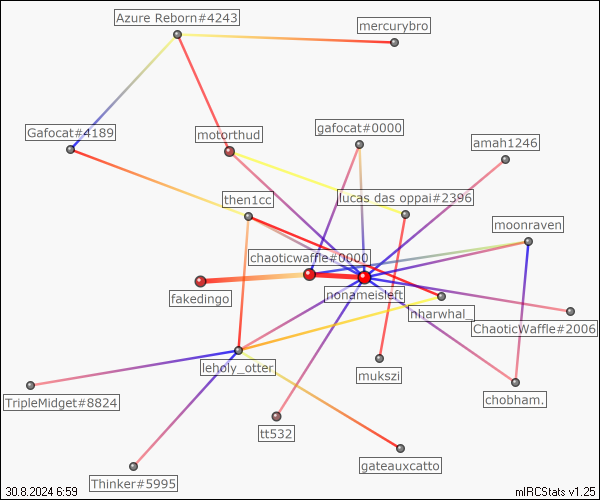 Azure Reborn#4243
mercurybro
gafocat#0000
Gafocat#4189
motorthud
amah1246
then1cc
lucas das oppai#2396
moonraven
chaoticwaffle#0000
fakedingo
nonameisleft
nharwhal_
ChaoticWaffle#2006
leholy_otter
mukszi
TripleMidget#8824
chobham.
tt532
gateauxcatto
Thinker#5995
30.8.2024 6:59
mIRCStats v1.25